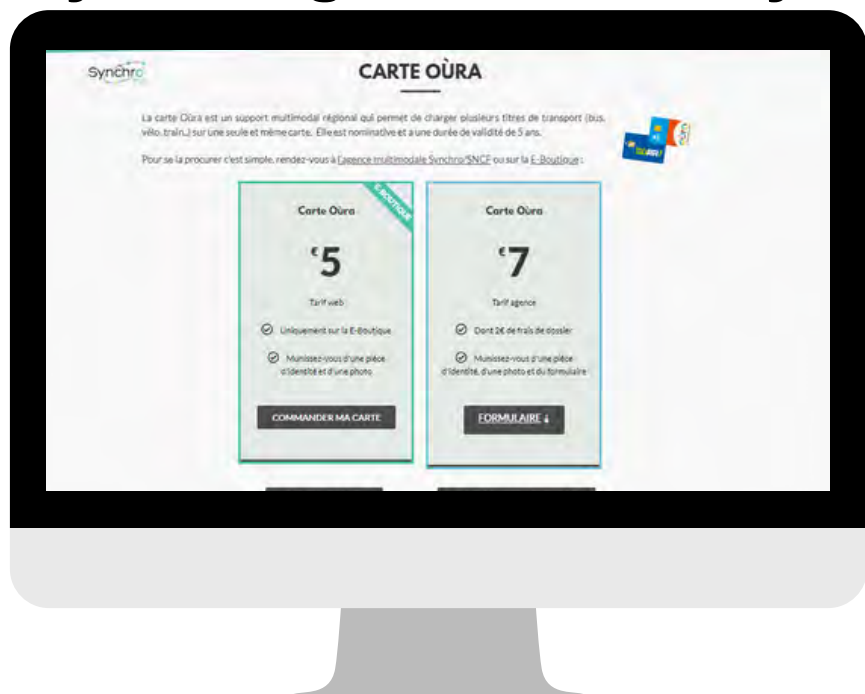 Synchro
CARTE OÙRA
La carte Oùra est un support multimodal régional qui permet de charger plusieurs titres de transport (bus,
vélo, train...) sur une seule et même carte. Elle est nominative et a une durée de validité de 5 ans.
Pour se la procurer c'est simple, rendez-vous à l'agence multimodale Synchro/SNCF ou sur la E-Boutique :
E-BOUTIQUE
Carte Oùra
€5
Tarif web
Uniquement sur la E-Boutique
Munissez-vous d'une pièce
d'identité et d'une photo
COMMANDER MA CARTE
Carte Oùra
€7
Tarif agence
Dont 2€ de frais de dossier
Munissez-vous d'une pièce
d'identité, d'une photo et du formulaire
FORMULAIRE